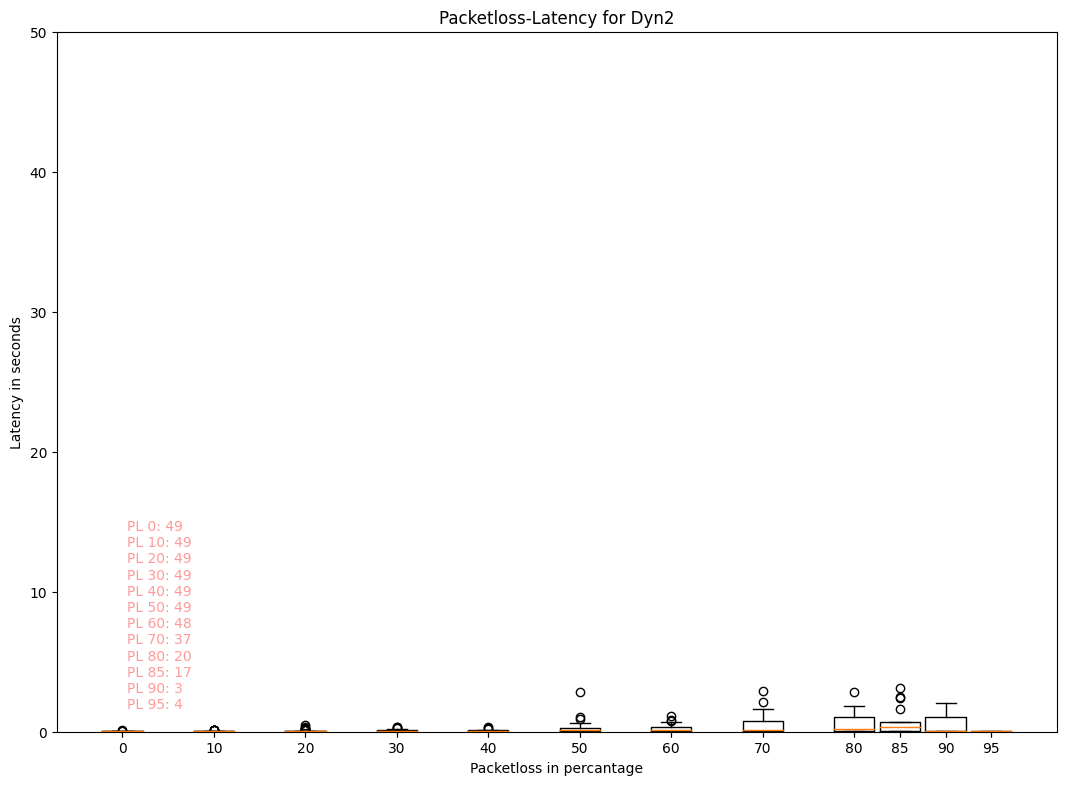 Packetloss-Latency for Dyn2
50
40
30
20
10
0
Latency in seconds
PL 0: 49
PL 10: 49
PL 20: 49
PL 30: 49
PL 40: 49
PL 50: 49
PL 60: 48
PL 70: 37
PL 80: 20
PL 85: 17
PL 90: 3
PL 95: 4
0 10 20 30 40 50 60 70 80 85 90 95
Packetloss in percantage